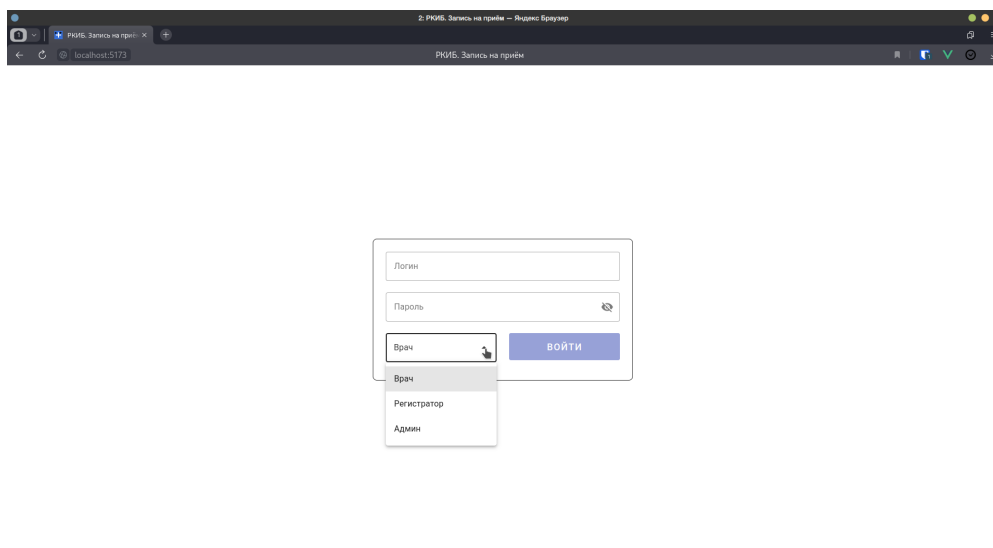 2: РКИБ. Запись на приём — Яндекс Браузер
1
РКИБ. Запись на приём
localhost:5173
РКИБ. Запись на приём
Логин
Пароль
Врач
ВОЙТИ
Врач
Регистратор
Админ